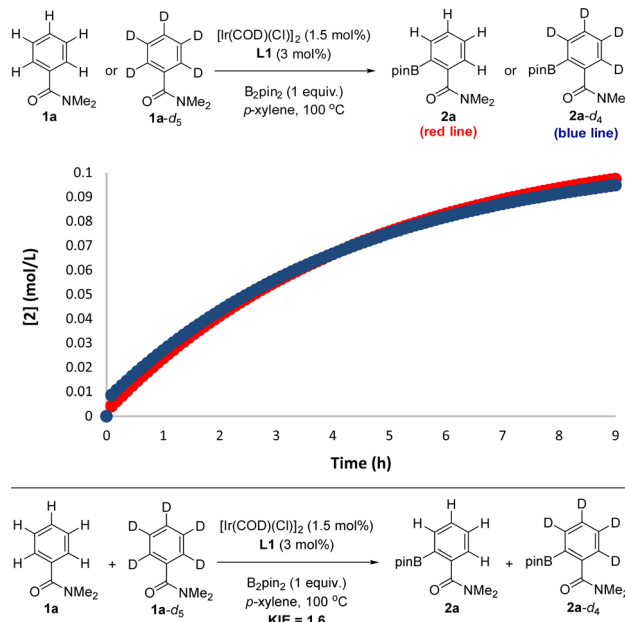 H
H H
H H
O NMe2
1a
or
D
D D
D D
O NMe2
1a-d5
[Ir(COD)(Cl)]2 (1.5 mol%)
L1 (3 mol%)
B2pin2 (1 equiv.)
p-xylene, 100 oC
H
H H
pinB H
O NMe2
2a
(red line)
or
D
D D
pinB D
O NMe
2a-d4
(blue line)
[2] (mol/L)
0.1
0.09
0.08
0.07
0.06
0.05
0.04
0.03
0.02
0.01
0
0 1 2 3 4 5 6 7 8 9
Time (h)
H
H H
H H
O NMe2
1a
+
D
D D
D D
O NMe2
1a-d5
[Ir(COD)(Cl)]2 (1.5 mol%)
L1 (3 mol%)
B2pin2 (1 equiv.)
p-xylene, 100 oC
KIE = 1.6
H
H H
pinB H
O NMe2
2a
+
D
D D
pinB D
O NMe2
2a-d4